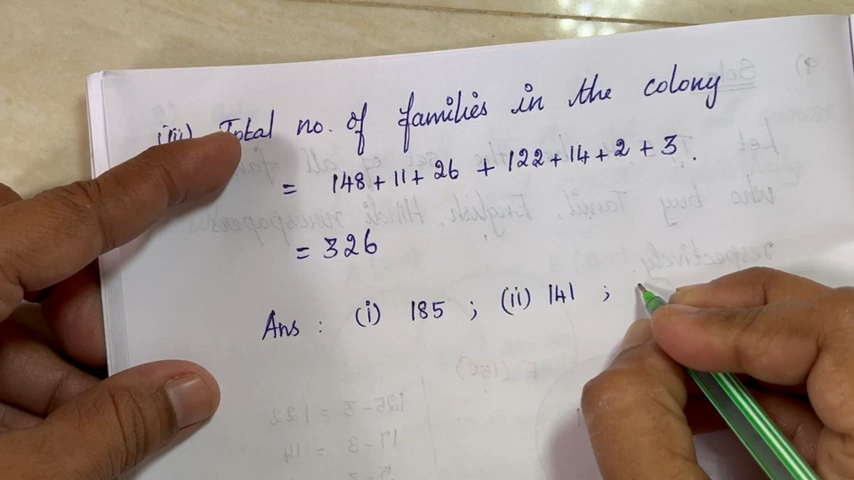 (iii) Total no. of families in the colony
= 148 + 11 + 26 + 122 + 14 + 2 + 3.
= 326
Ans : (i) 185 ; (ii) 141 ;